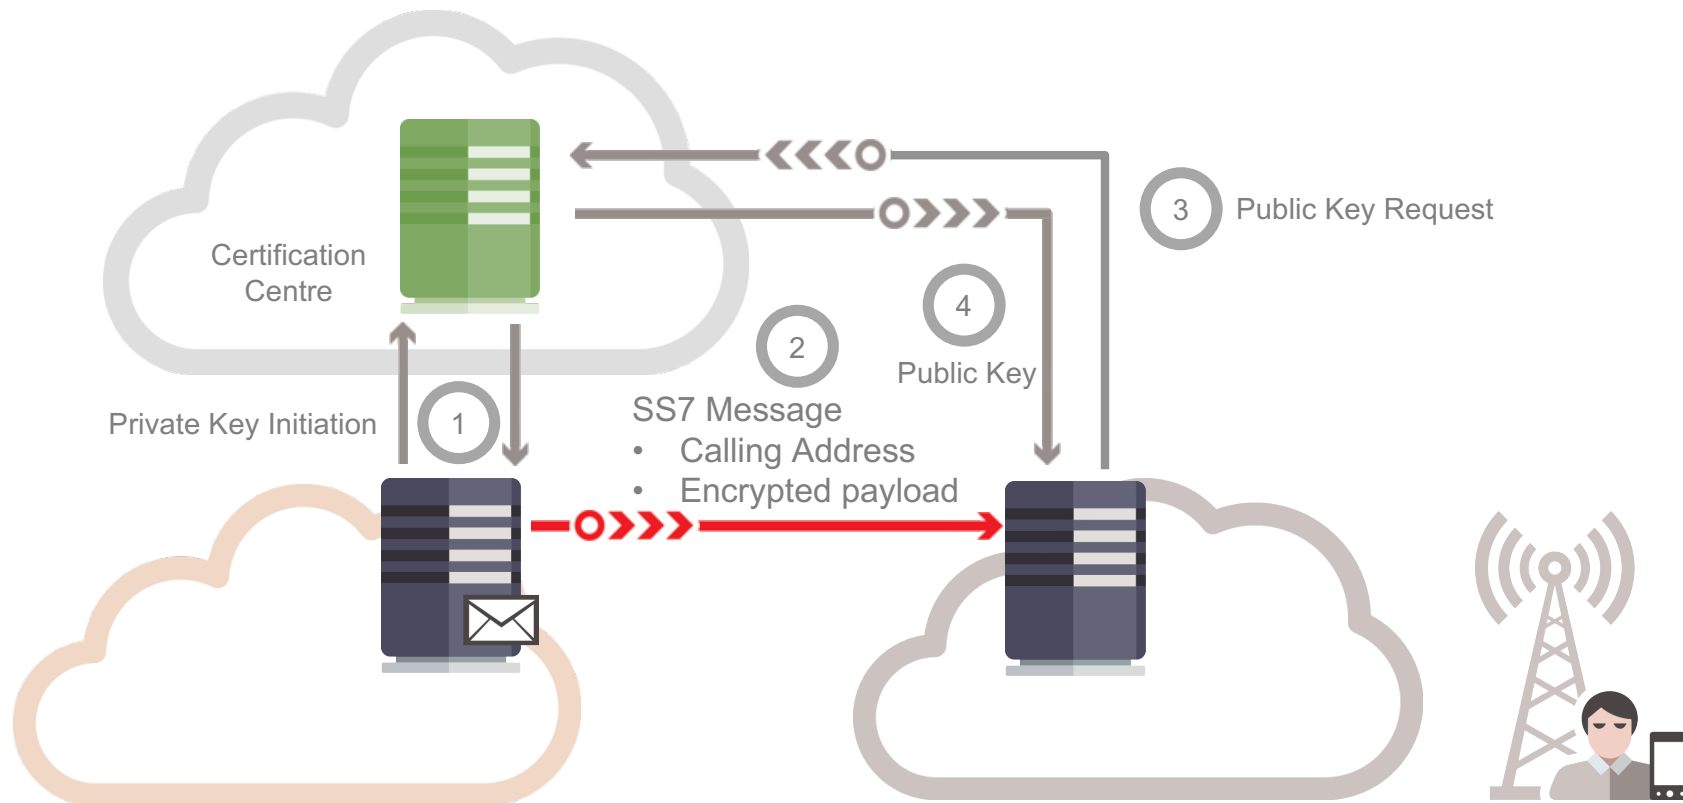 Certification
Centre
Private Key Initiation
1
2
SS7 Message
• Calling Address
• Encrypted payload
3
Public Key Request
4
Public Key